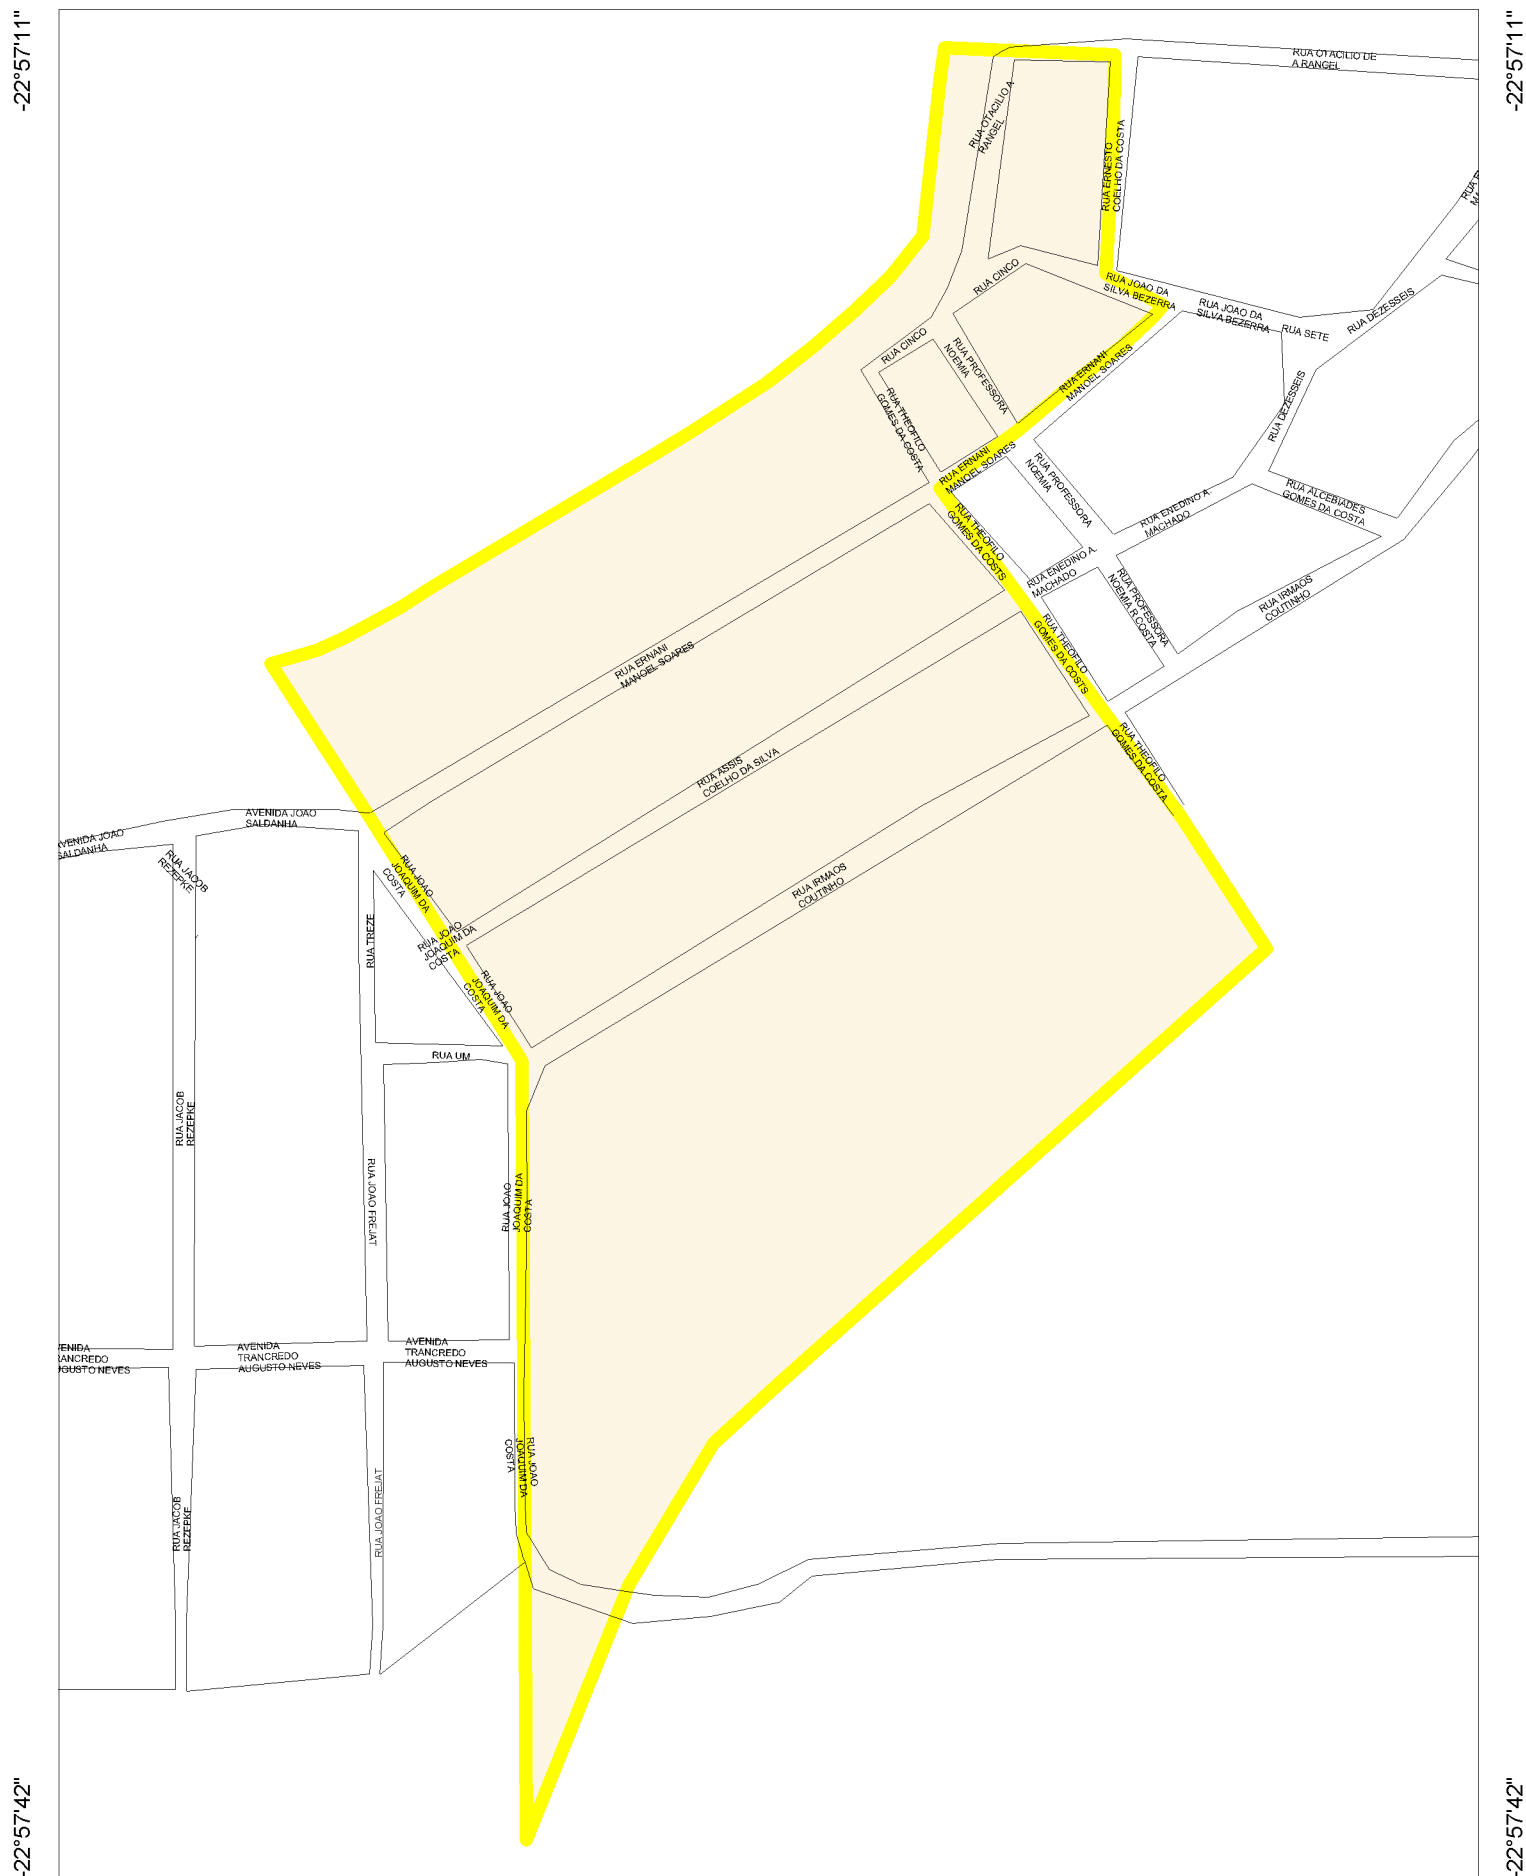 -22°57'11"
-22°57'11"
RUA OTACILIO DE
A RANGEL
RUA OTACILIO A
RANGEL
RUA ERNESTO
COELHO DA COSTA
RUA CINCO
RUA JOAO DA
SILVA BEZERRA
RUA JOAO DA
SILVA BEZERRA
RUA SETE
RUA DEZESSEIS
RUA CINCO
RUA PROFESSORA
NOEMIA
RUA ERNANI
MANOEL SOARES
RUA THEOFILO
GOMES DA COSTA
RUA DEZESSEIS
RUA ERNANI
MANOEL SOARES
RUA PROFESSORA
NOEMIA
RUA ALCEBIADES
GOMES DA COSTA
RUA ENEDINO A.
MACHADO
RUA THEOFILO
GOMES DA COSTS
RUA ENEDINO A.
MACHADO
RUA PROFESSORA
NOEMIA R COSTA
RUA IRMAOS
COUTINHO
RUA THEOFILO
GOMES DA COSTS
RUA ERNANI
MANOEL SOARES
RUA THEOFILO
GOMES DA COSTA
RUA ASSIS
COELHO DA SILVA
AVENIDA JOAO
SALDANHA
VENIDA JOAO
SALDANHA
RUA JACOB
REZEPKE
RUA JOAO
JOAQUIM DA
COSTA
RUA IRMAOS
COUTINHO
RUA TREZE
RUA JOAO
JOAQUIM DA
COSTA
RUA JOAO
JOAQUIM DA
COSTA
RUA UM
RUA JACOB
REZEPKE
RUA JOAO FREJAT
RUA JOAO
JOAQUIM DA
COSTA
VENIDA
RANCREDO
UGUSTO NEVES
AVENIDA
TRANCREDO
AUGUSTO NEVES
AVENIDA
TRANCREDO
AUGUSTO NEVES
RUA JOAO
JOAQUIM DA
COSTA
RUA JACOB
REZEPKE
RUA JOAO FREJAT
-22°57'42"
-22°57'42"